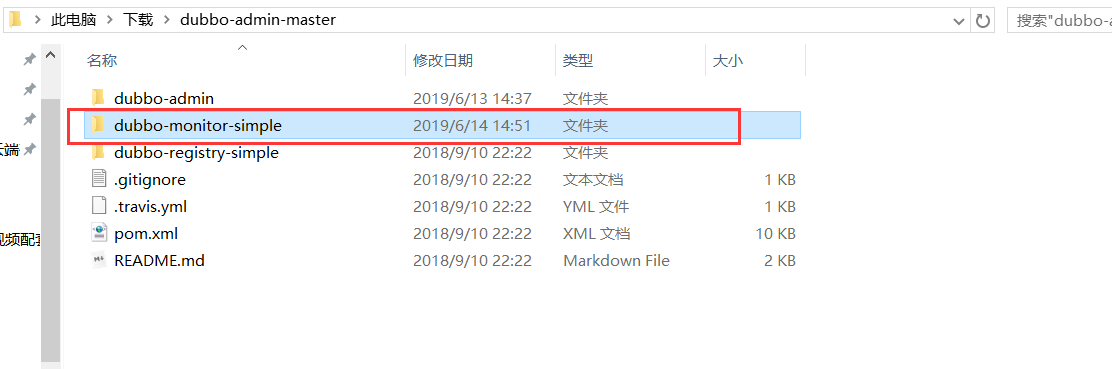 此电脑 > 下载 > dubbo-admin-master 搜索"dubbo-a
名称 修改日期 类型 大小
dubbo-admin 2019/6/13 14:37 文件夹
dubbo-monitor-simple 2019/6/14 14:51 文件夹
云端 dubbo-registry-simple 2018/9/10 22:22 文件夹
.gitignore 2018/9/10 22:22 文本文档 1 KB
.travis.yml 2018/9/10 22:22 YML 文件 1 KB
视频配套 pom.xml 2018/9/10 22:22 XML 文档 10 KB
README.md 2018/9/10 22:22 Markdown File 2 KB